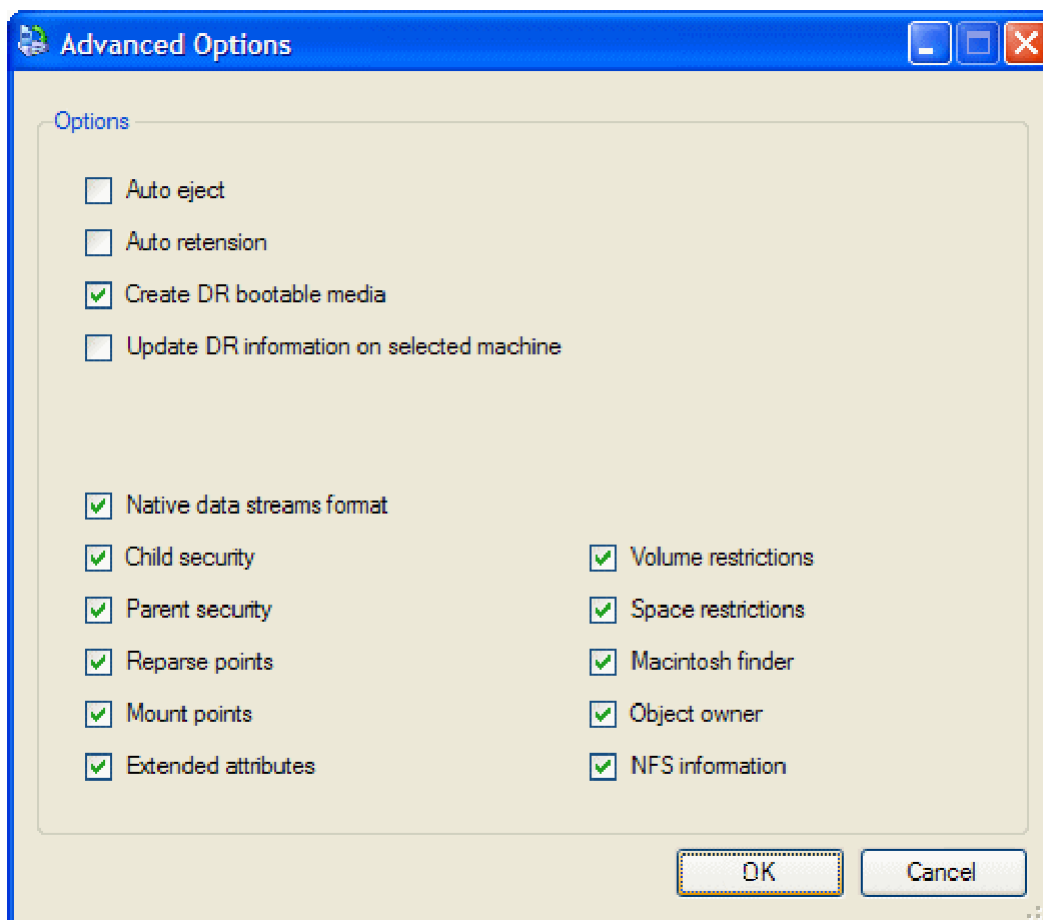 Advanced Options
Options
Auto eject
Auto retension
Create DR bootable media
Update DR information on selected machine
Native data streams format
Child security
Volume restrictions
Parent security
Space restrictions
Reparse points
Macintosh finder
Mount points
Object owner
Extended attributes
NFS information
OK
Cancel